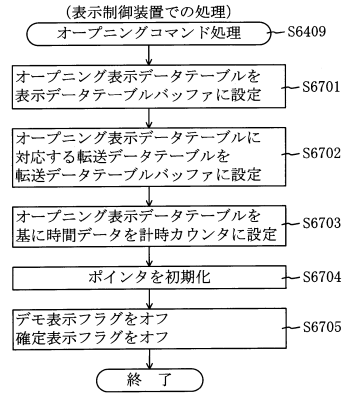 (表示制御装置での処理)
オープニングコマンド処理
S6409
オープニング表示データテーブルを
表示データテーブルバッファに設定
S6701
オープニング表示データテーブルに
対応する転送データテーブルを
転送データテーブルバッファに設定
S6702
オープニング表示データテーブルを
基に時間データを計時カウンタに設定
S6703
ポインタを初期化
S6704
デモ表示フラグをオフ
確定表示フラグをオフ
S6705
終 了